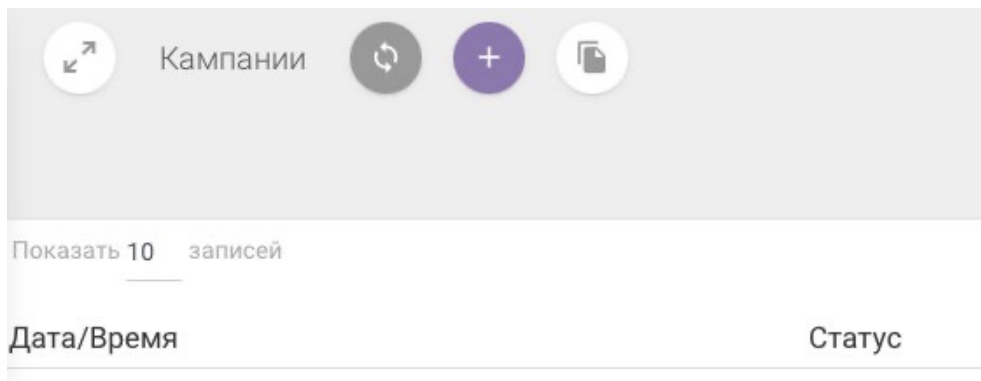 Кампании
Показать 10 записей
Дата/Время Статус